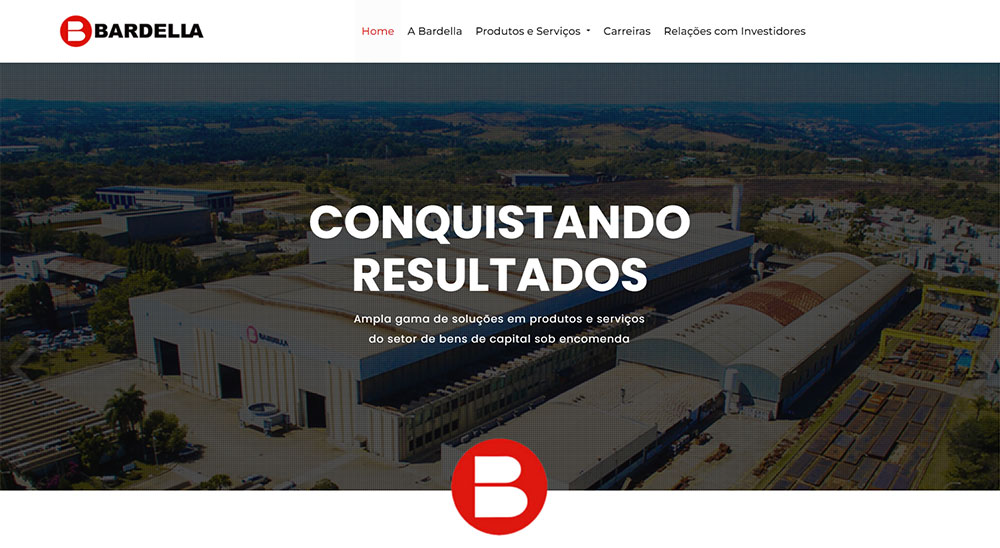 B BARDELLA
Home A Bardella Produtos e Serviços Carreiras Relações com Investidores
CONQUISTANDO
RESULTADOS
Ampla gama de soluções em produtos e serviços
do setor de bens de capital sob encomenda
BARDELLA
B